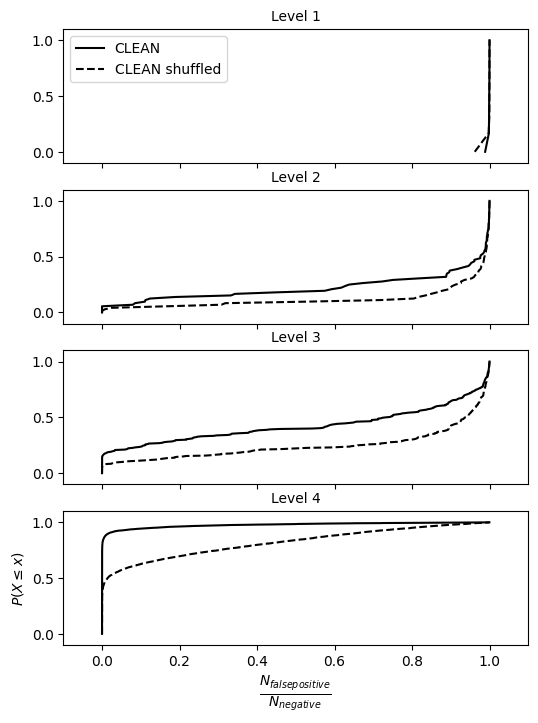 Level 1
1.0
CLEAN
CLEAN shuffled
0.5
0.0
Level 2
1.0
0.5
0.0
Level 3
1.0
0.5
0.0
Level 4
1.0
0.5
0.0
P(X ≤ x)
0.0 0.2 0.4 0.6 0.8 1.0
N_falsepositive
N_negative